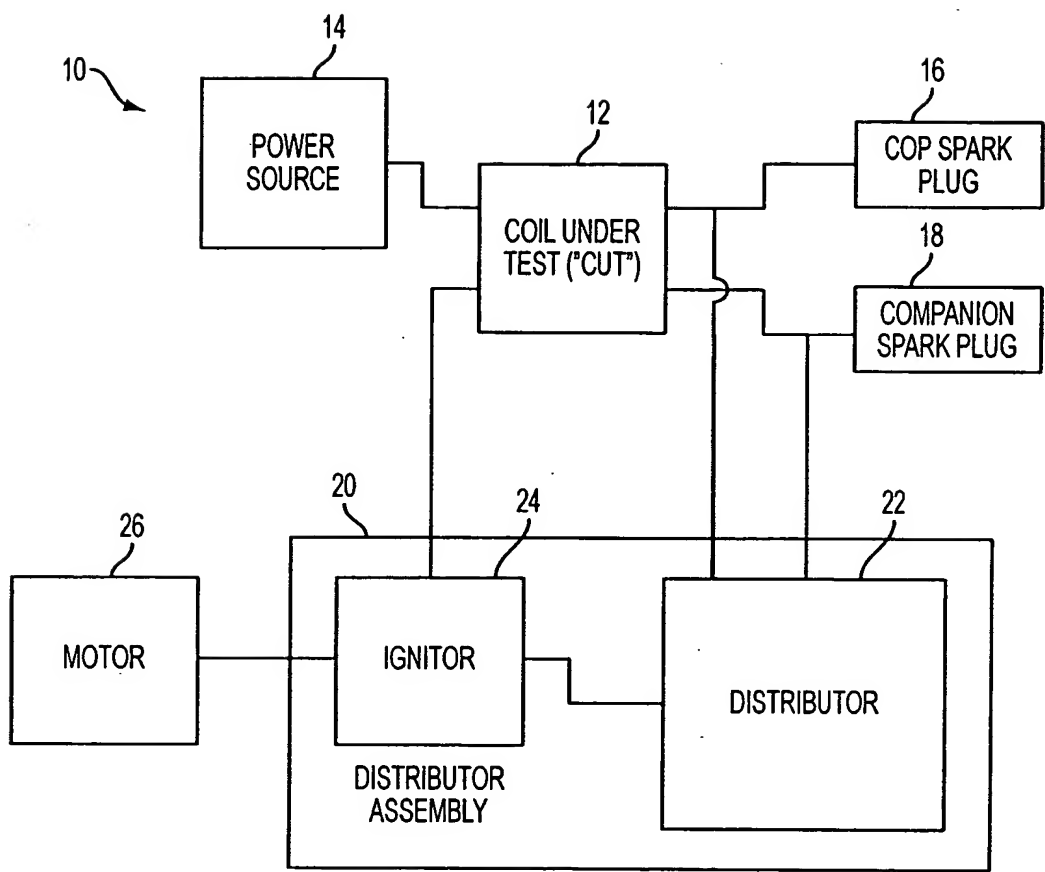 14
10
POWER
SOURCE
12
COIL UNDER
TEST ("CUT")
16
COP SPARK
PLUG
18
COMPANION
SPARK PLUG
20
24
22
26
MOTOR
IGNITOR
DISTRIBUTOR
DISTRIBUTOR
ASSEMBLY